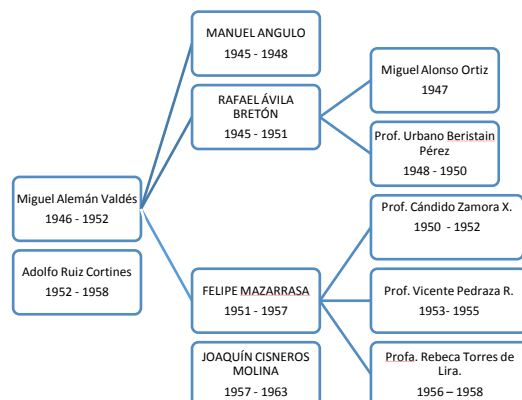 MANUEL ANGULO
1945 - 1948
RAFAEL ÁVILA
BRETÓN
1945 - 1951
Miguel Alonso Ortiz
1947
Prof. Urbano Beristain
Pérez
1948 - 1950
Miguel Alemán Valdés
1946 - 1952
Adolfo Ruiz Cortines
1952 - 1958
Prof. Cándido Zamora X.
1950 - 1952
FELIPE MAZARRASA
1951 - 1957
Prof. Vicente Pedraza R.
1953- 1955
JOAQUÍN CISNEROS
MOLINA
1957 - 1963
Profa. Rebeca Torres de
Lira.
1956 – 1958